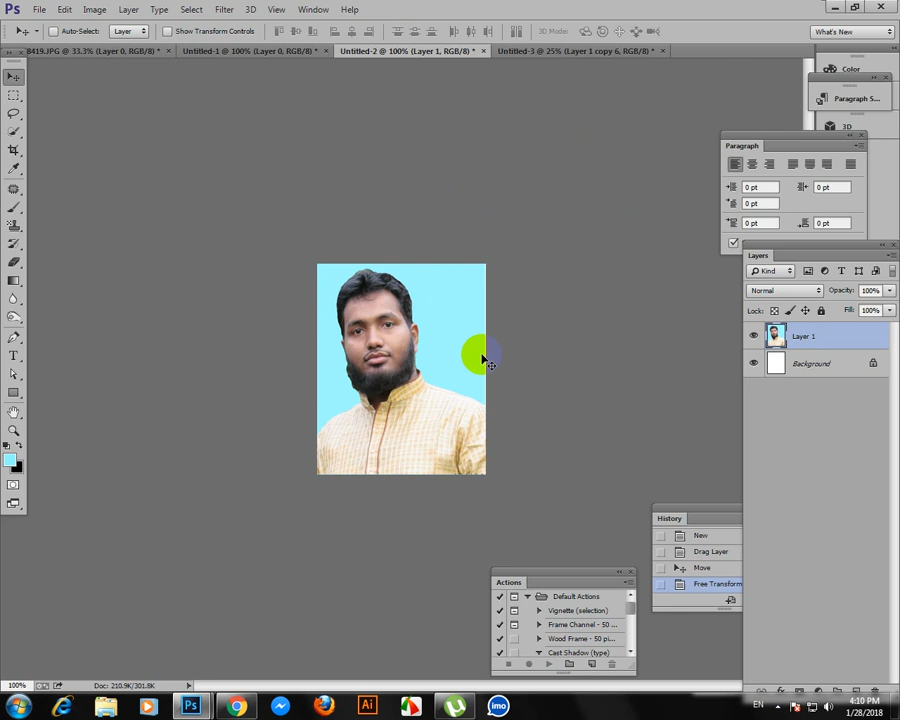 Ps File Edit Image Layer Type Select Filter 3D View Window Help
Auto-Select: Layer Show Transform Controls 3D Mode: What's New
8419.JPG @ 33.3% (Layer 0, RGB/8) * × Untitled-1 @ 100% (Layer 0, RGB/8) * × Untitled-2 @ 100% (Layer 1, RGB/8) * × Untitled-3 @ 25% (Layer 1 copy 6, RGB/8) * ×
Color
Paragraph S...
3D
Paragraph
0 pt 0 pt
0 pt
0 pt 0 pt
Layers
Kind
Normal Opacity: 100%
Lock: Fill: 100%
Layer 1
Background
History
New
Drag Layer
Move
Free Transform
Actions
Default Actions
Vignette (selection)
Frame Channel - 50 ...
Wood Frame - 50 pi...
Cast Shadow (type)
100% Doc: 210.9K/301.8K
Ps Ai imo EN 4:10 PM
1/28/2018